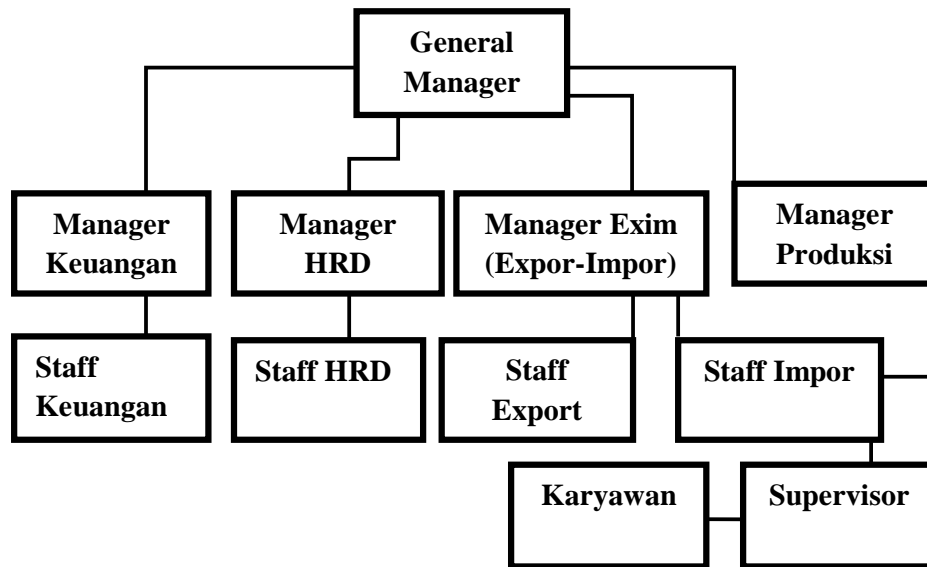 General
Manager
Manager
Keuangan
Manager
HRD
Manager Exim
(Expor-Impor)
Manager
Produksi
Staff
Keuangan
Staff HRD
Staff
Export
Staff Impor
Karyawan
Supervisor